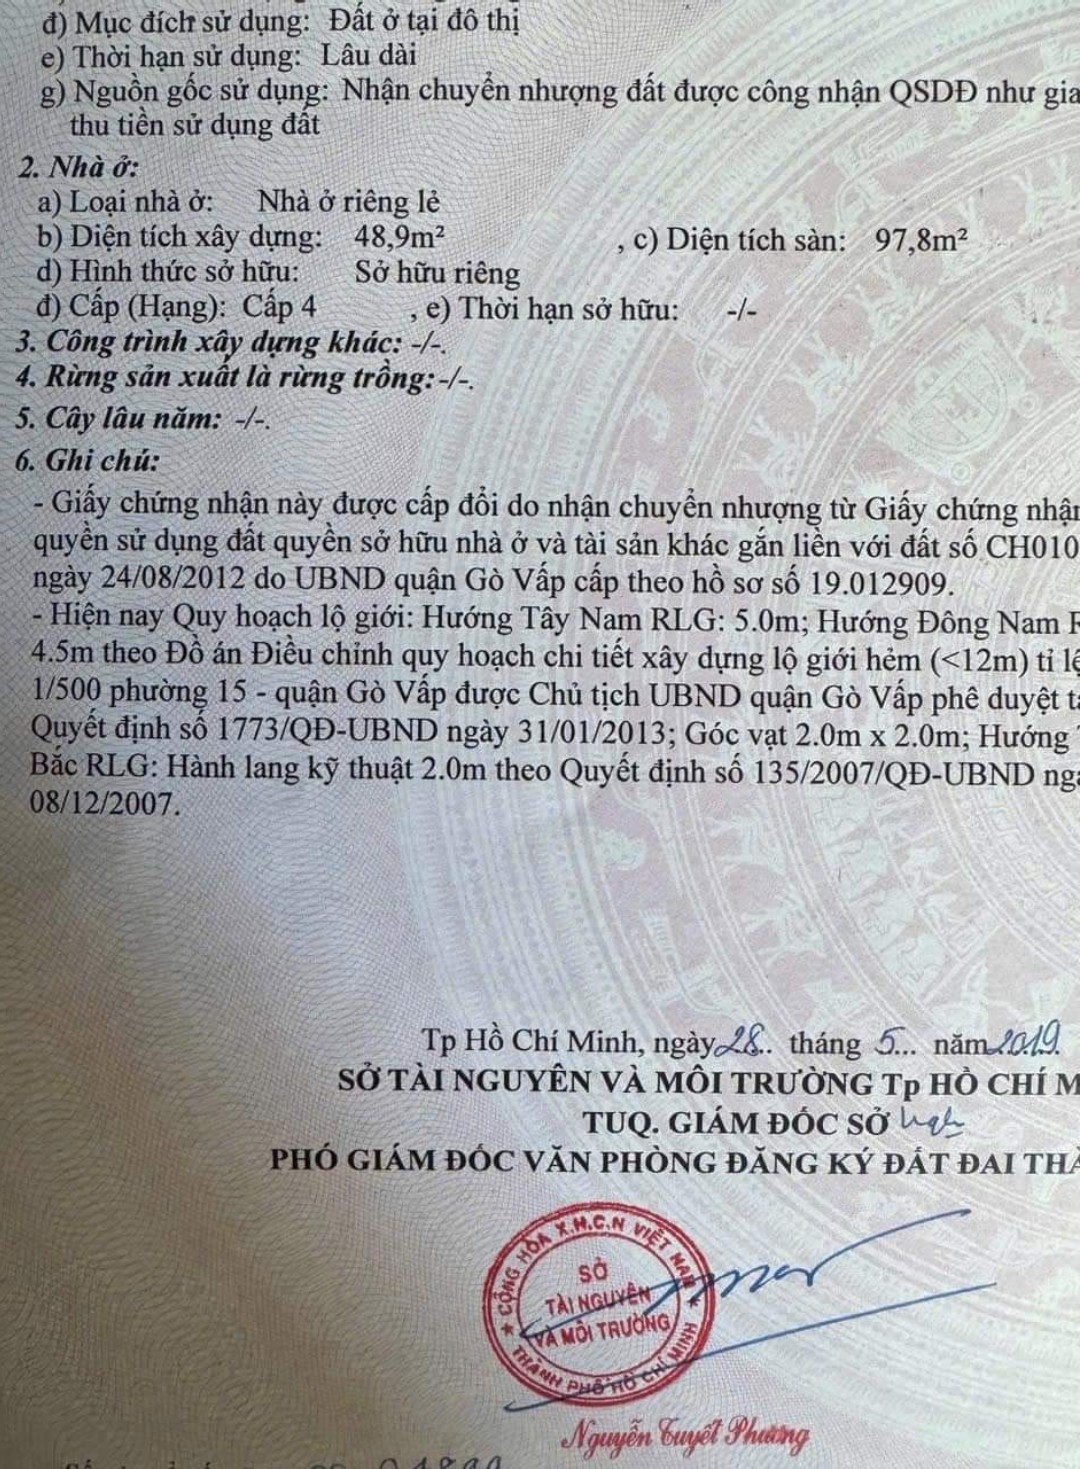 đ) Mục đích sử dụng: Đất ở tại đô thị
e) Thời hạn sử dụng: Lâu dài
g) Nguồn gốc sử dụng: Nhận chuyển nhượng đất được công nhận QSDĐ như gia
thu tiền sử dụng đất
2. Nhà ở:
a) Loại nhà ở: Nhà ở riêng lẻ
b) Diện tích xây dựng: 48,9m² , c) Diện tích sàn: 97,8m²
d) Hình thức sở hữu: Sở hữu riêng
đ) Cấp (Hạng): Cấp 4 , e) Thời hạn sở hữu: -/-
3. Công trình xây dựng khác: -/-.
4. Rừng sản xuất là rừng trồng:-/-.
5. Cây lâu năm: -/-.
6. Ghi chú:
- Giấy chứng nhận này được cấp đổi do nhận chuyển nhượng từ Giấy chứng nhận
quyền sử dụng đất quyền sở hữu nhà ở và tài sản khác gắn liền với đất số CH010
ngày 24/08/2012 do UBND quận Gò Vấp cấp theo hồ sơ số 19.012909.
- Hiện nay Quy hoạch lộ giới: Hướng Tây Nam RLG: 5.0m; Hướng Đông Nam R
4.5m theo Đồ án Điều chỉnh quy hoạch chi tiết xây dựng lộ giới hẻm (<12m) tỉ lệ
1/500 phường 15 - quận Gò Vấp được Chủ tịch UBND quận Gò Vấp phê duyệt tạ
Quyết định số 1773/QĐ-UBND ngày 31/01/2013; Góc vạt 2.0m x 2.0m; Hướng
Bắc RLG: Hành lang kỹ thuật 2.0m theo Quyết định số 135/2007/QĐ-UBND ngà
08/12/2007.
Tp Hồ Chí Minh, ngày 28.. tháng 5... năm 2019.
SỞ TÀI NGUYÊN VÀ MÔI TRƯỜNG Tp HỒ CHÍ M
TUQ. GIÁM ĐỐC SỞ
PHÓ GIÁM ĐỐC VĂN PHÒNG ĐĂNG KÝ ĐẤT ĐAI THÀ
CỘNG HÒA X.H.C.N VIỆT NAM
SỞ
TÀI NGUYÊN
VÀ MÔI TRƯỜNG
THÀNH PHỐ HỒ CHÍ MINH
Nguyễn Tuyết Phương